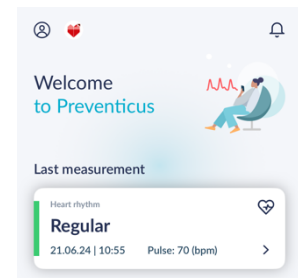 Welcome
to Preventicus
Last measurement
Heart rhythm
Regular
21.06.24 | 10:55 Pulse: 70 (bpm)